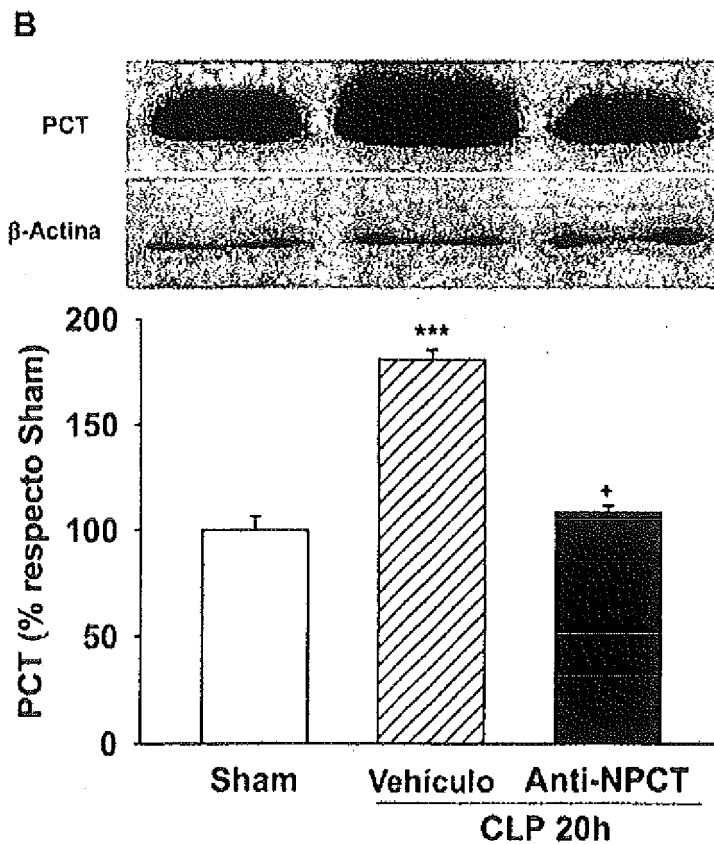 B
PCT
β-Actina
PCT (% respecto Sham)
200
150
100
50
0
***
+
Sham
Vehículo
Anti-NPCT
CLP 20h